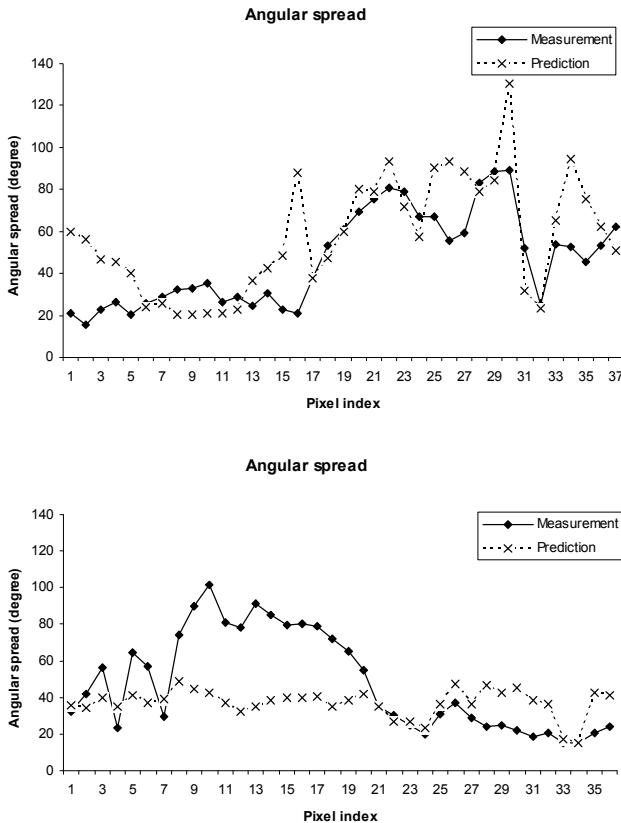 Angular spread
Measurement
Prediction
140
120
100
80
60
40
20
0
Angular spread (degree)
1 3 5 7 9 11 13 15 17 19 21 23 25 27 29 31 33 35 37
Pixel index
Angular spread
Measurement
Prediction
140
120
100
80
60
40
20
0
Angular spread (degree)
1 3 5 7 9 11 13 15 17 19 21 23 25 27 29 31 33 35
Pixel index